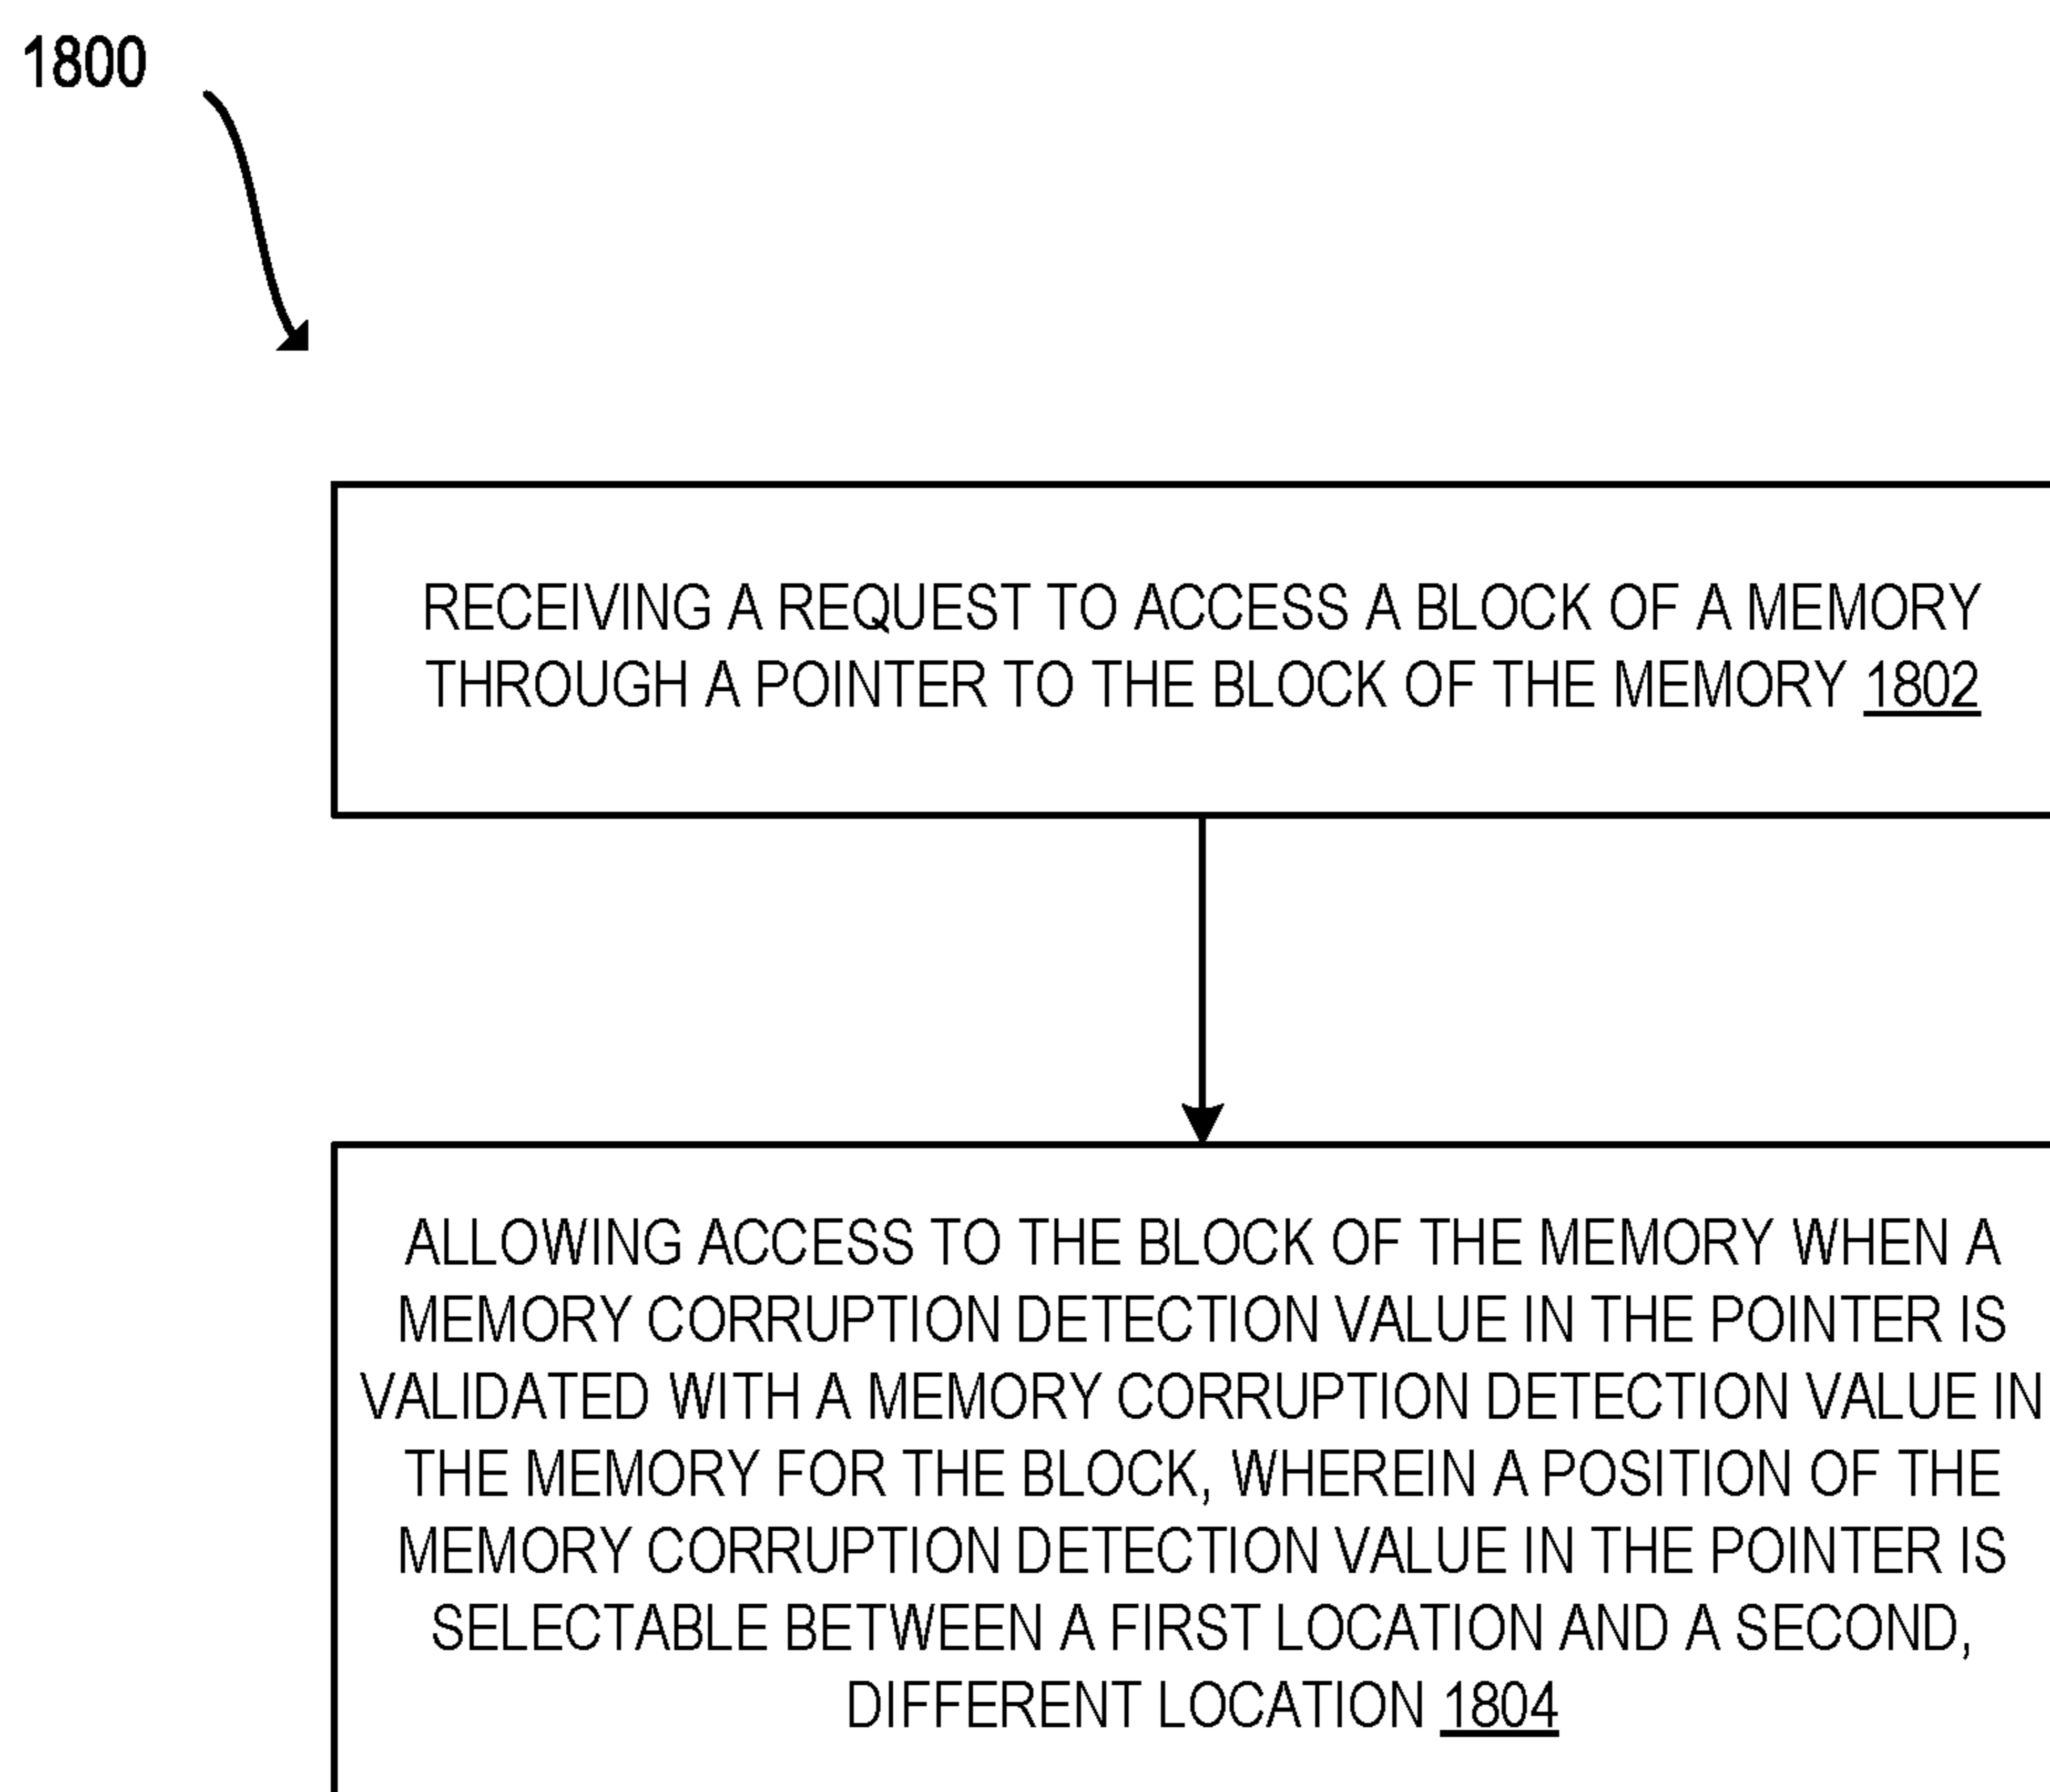 1800
RECEIVING A REQUEST TO ACCESS A BLOCK OF A MEMORY
THROUGH A POINTER TO THE BLOCK OF THE MEMORY 1802
ALLOWING ACCESS TO THE BLOCK OF THE MEMORY WHEN A
MEMORY CORRUPTION DETECTION VALUE IN THE POINTER IS
VALIDATED WITH A MEMORY CORRUPTION DETECTION VALUE IN
THE MEMORY FOR THE BLOCK, WHEREIN A POSITION OF THE
MEMORY CORRUPTION DETECTION VALUE IN THE POINTER IS
SELECTABLE BETWEEN A FIRST LOCATION AND A SECOND,
DIFFERENT LOCATION 1804